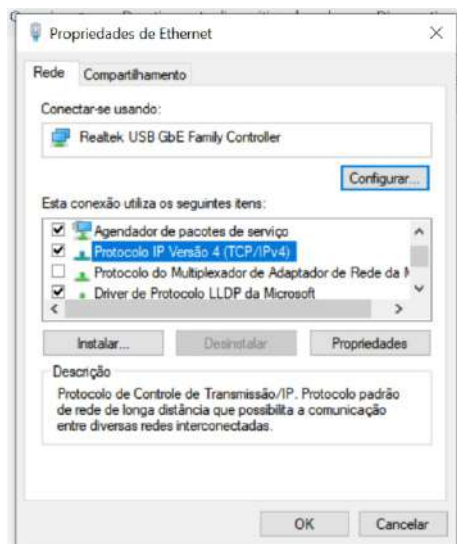 Propriedades de Ethernet
Rede
Compartilhamento
Conectar-se usando:
Realtek USB GbE Family Controller
Configurar...
Esta conexão utiliza os seguintes itens:
Agendador de pacotes de serviço
Protocolo IP Versão 4 (TCP/IPv4)
Protocolo do Multiplexador de Adaptador de Rede da
Driver de Protocolo LLDP da Microsoft
Instalar...
Desinstalar
Propriedades
Descrição
Protocolo de Controle de Transmissão/IP. Protocolo padrão
de rede de longa distância que possibilita a comunicação
entre diversas redes interconectadas.
OK
Cancelar